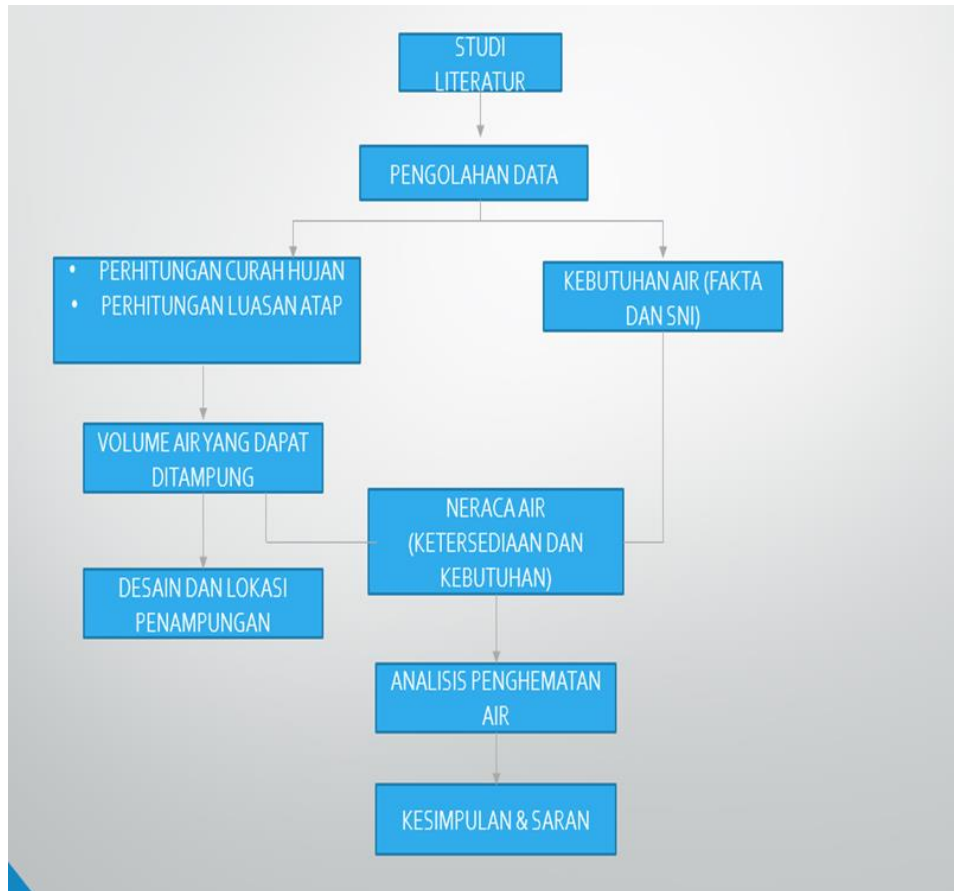 STUDI
LITERATUR
PENGOLAHAN DATA
• PERHITUNGAN CURAH HUJAN
• PERHITUNGAN LUASAN ATAP
KEBUTUHAN AIR (FAKTA
DAN SNI)
VOLUME AIR YANG DAPAT
DITAMPUNG
NERACA AIR
(KETERSEDIAAN DAN
KEBUTUHAN)
DESAIN DAN LOKASI
PENAMPUNGAN
ANALISIS PENGHEMATAN
AIR
KESIMPULAN & SARAN